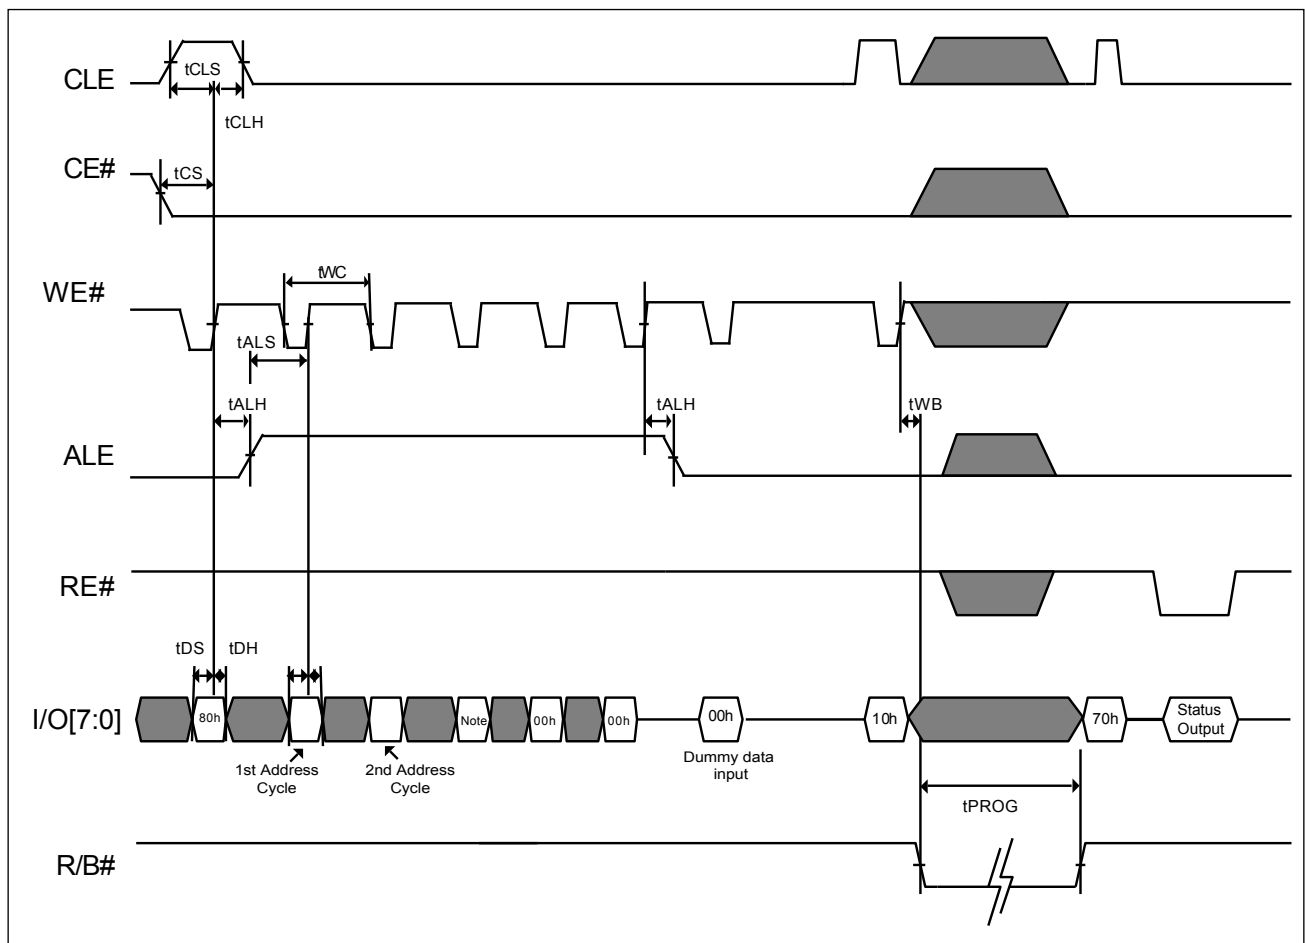 CLE
tCLS
tCLH
CE#
tCS
WE#
tWC
tALS
tALH
tALH
tWB
ALE
RE#
tDS
tDH
I/O[7:0]
80h
Note
00h
00h
00h
10h
70h
Status
Output
1st Address
Cycle
2nd Address
Cycle
Dummy data
input
tPROG
R/B#